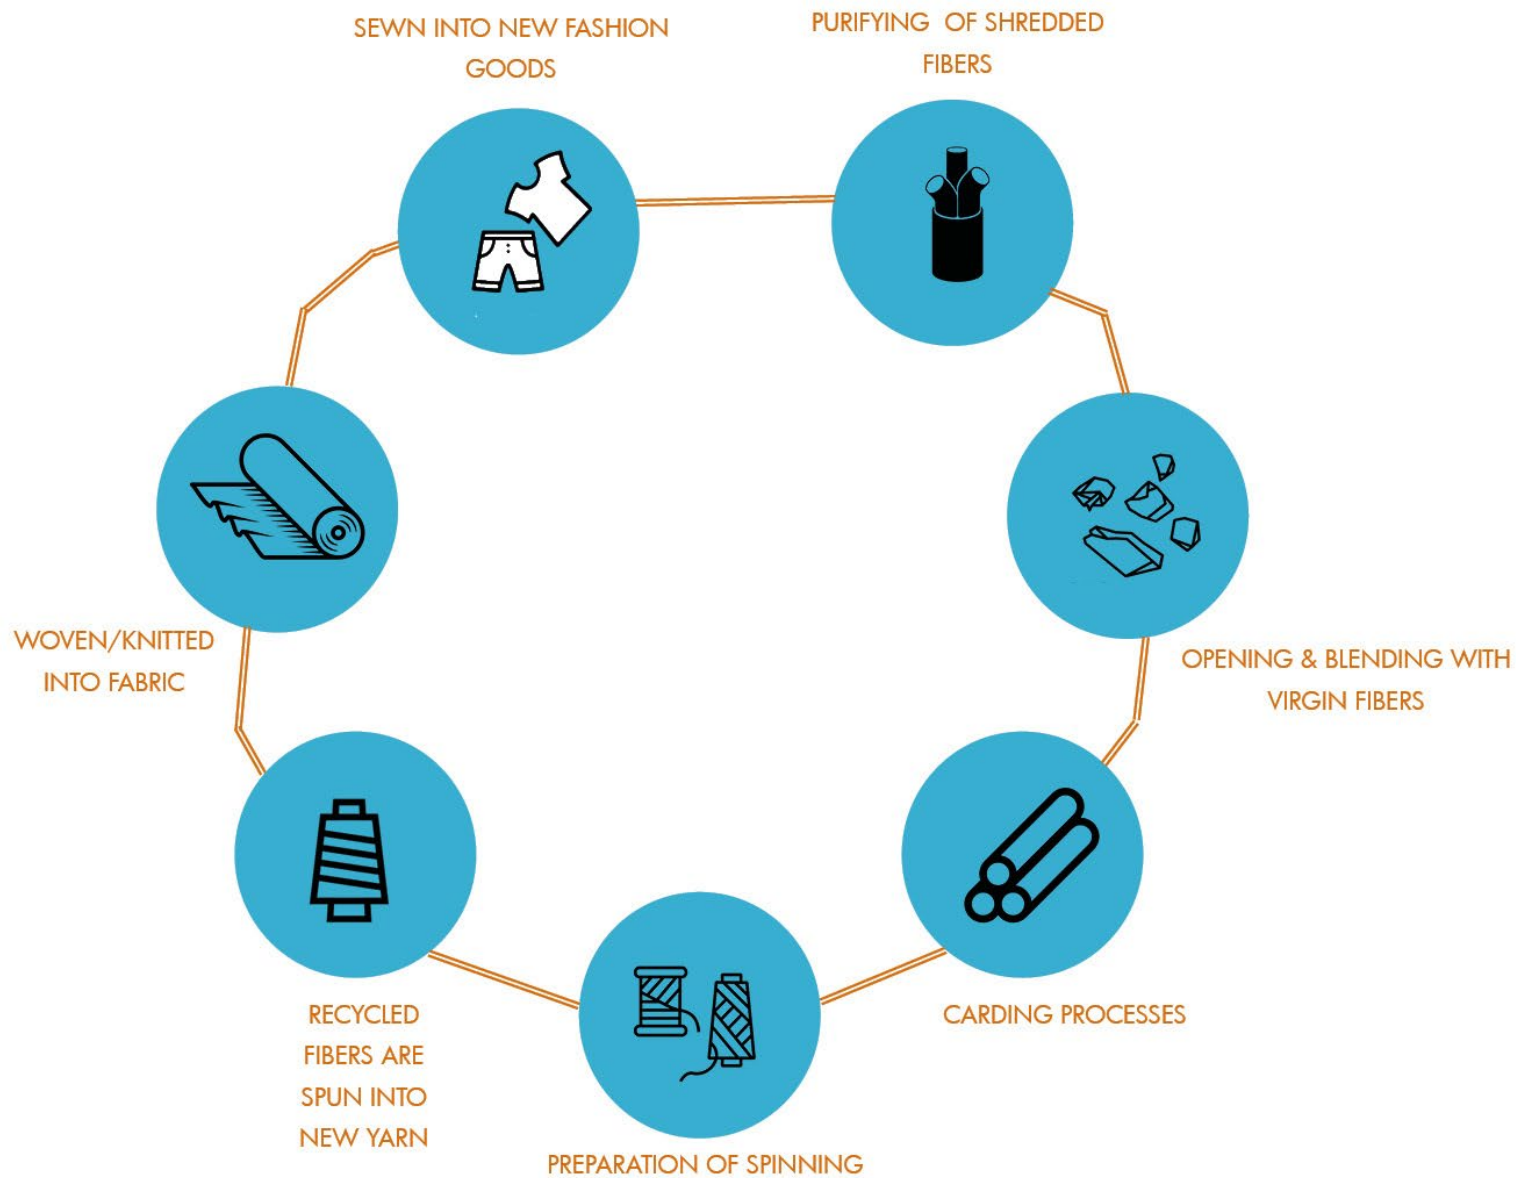 SEWN INTO NEW FASHION
GOODS
PURIFYING OF SHREDDED
FIBERS
OPENING & BLENDING WITH
VIRGIN FIBERS
CARDING PROCESSES
PREPARATION OF SPINNING
RECYCLED
FIBERS ARE
SPUN INTO
NEW YARN
WOVEN/KNITTED
INTO FABRIC